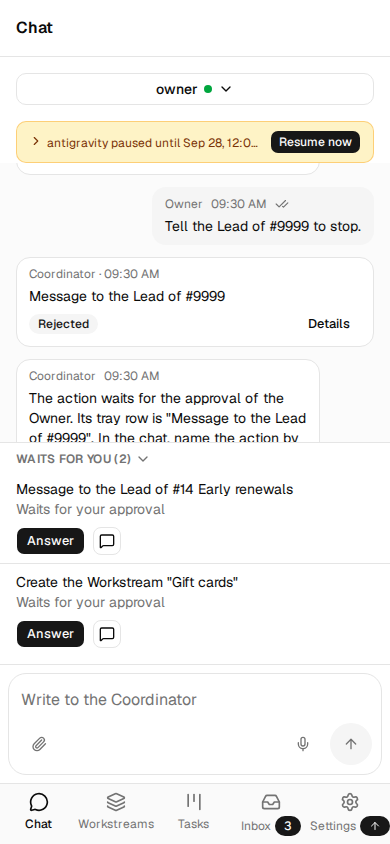 Chat
owner
antigravity paused until Sep 28, 12:0...
Resume now
Owner 09:30 AM
Tell the Lead of #9999 to stop.
Coordinator · 09:30 AM
Message to the Lead of #9999
Rejected
Details
Coordinator 09:30 AM
The action waits for the approval of the
Owner. Its tray row is "Message to the Lead
of #9999". In the chat, name the action by
WAITS FOR YOU (2)
Message to the Lead of #14 Early renewals
Waits for your approval
Answer
Create the Workstream "Gift cards"
Waits for your approval
Answer
Write to the Coordinator
Chat
Workstreams
Tasks
Inbox 3
Settings